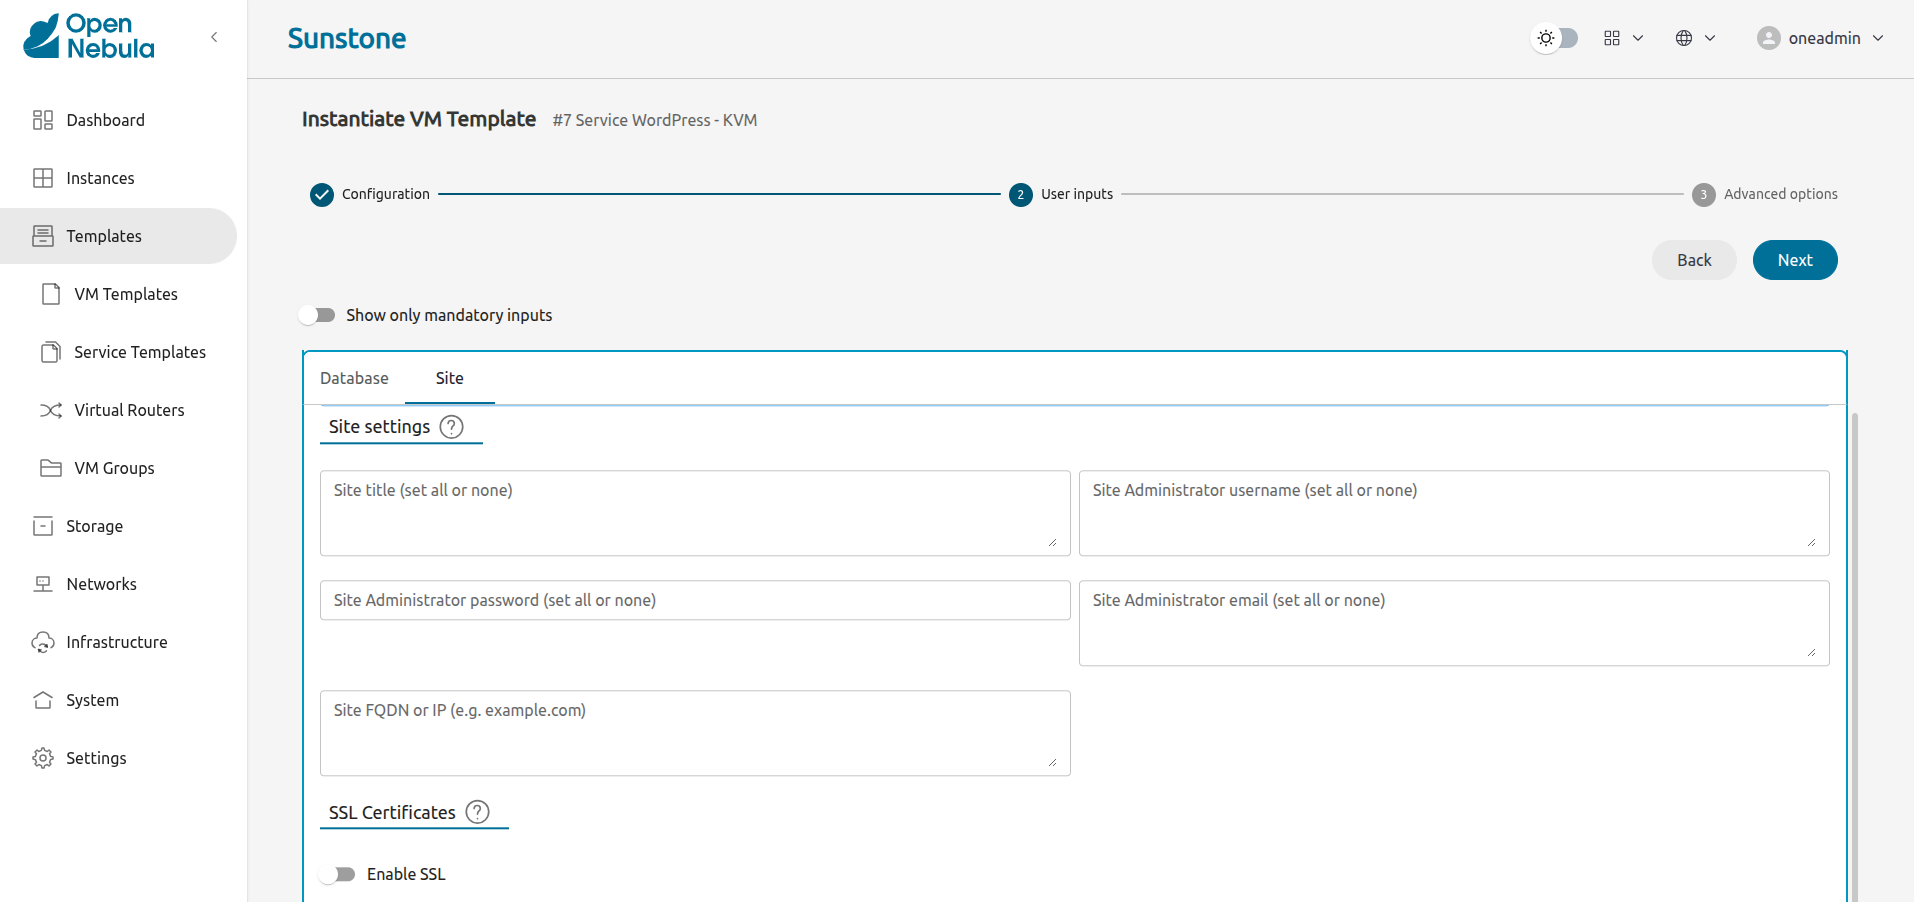 Open
Nebula
Sunstone
oneadmin
Dashboard
Instances
Templates
VM Templates
Service Templates
Virtual Routers
VM Groups
Storage
Networks
Infrastructure
System
Settings
Instantiate VM Template #7 Service WordPress - KVM
Configuration 2 User inputs 3 Advanced options
Back Next
Show only mandatory inputs
Database Site
Site settings ?
Site title (set all or none) Site Administrator username (set all or none)
Site Administrator password (set all or none) Site Administrator email (set all or none)
Site FQDN or IP (e.g. example.com)
SSL Certificates ?
Enable SSL